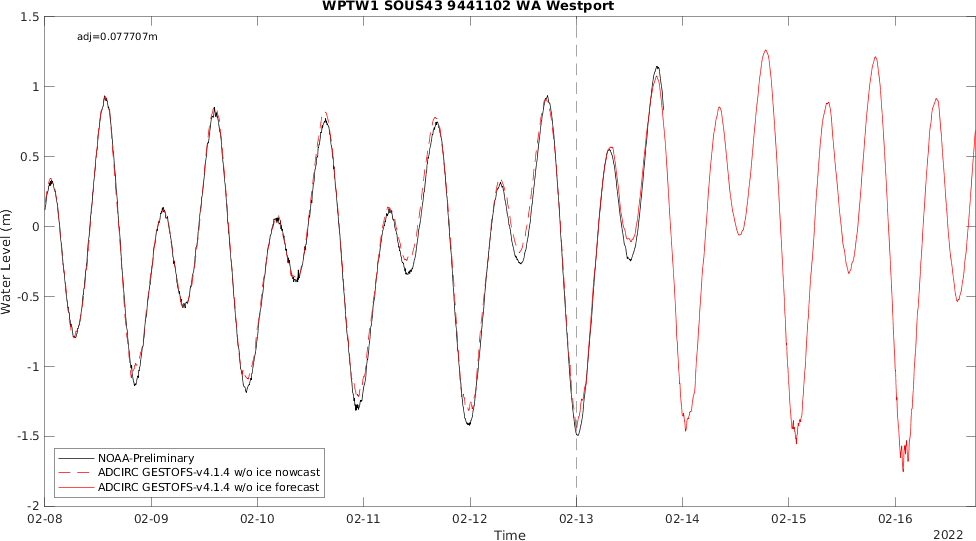 WPTW1 SOUS43 9441102 WA Westport
adj=0.077707m
1.5
1
0.5
0
-0.5
-1
-1.5
-2
Water Level (m)
NOAA-Preliminary
ADCIRC GESTOFS-v4.1.4 w/o ice nowcast
ADCIRC GESTOFS-v4.1.4 w/o ice forecast
02-08 02-09 02-10 02-11 02-12 02-13 02-14 02-15 02-16
Time
2022